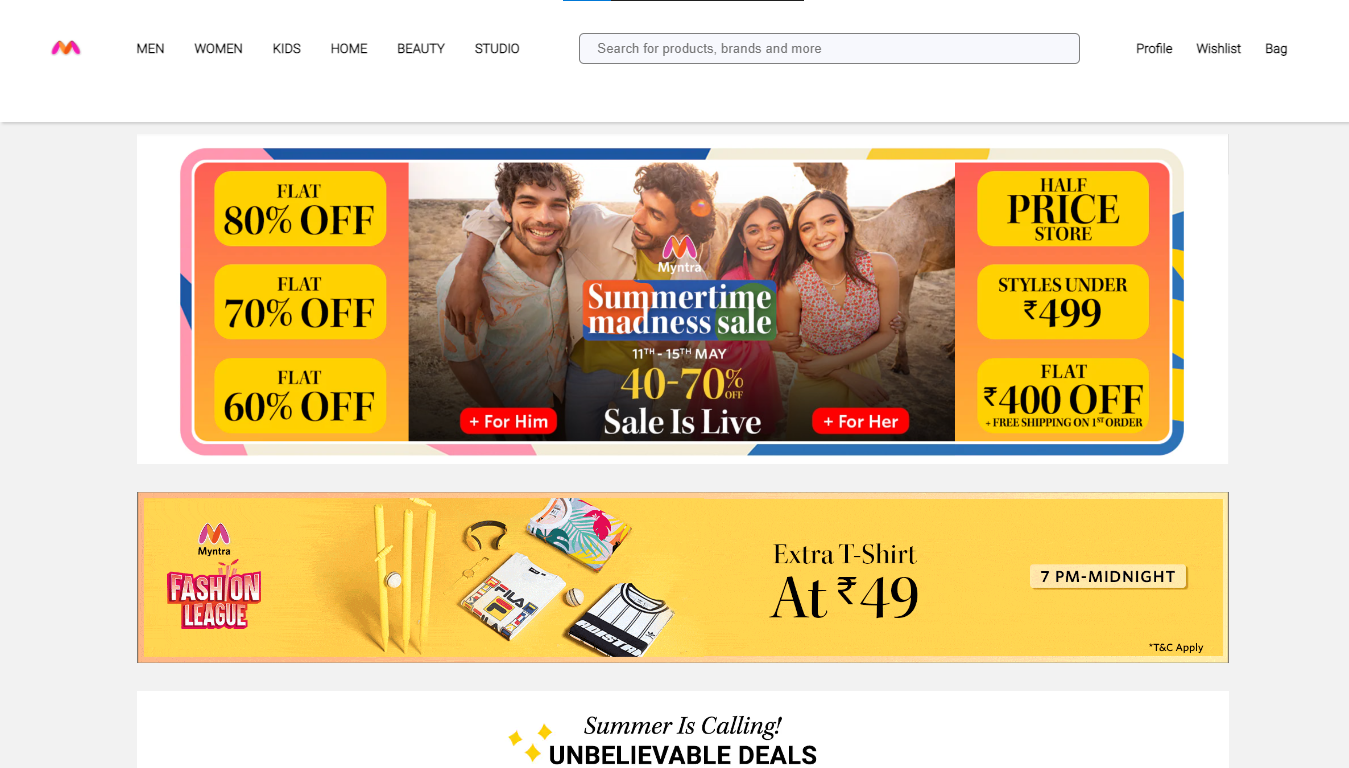 MEN WOMEN KIDS HOME BEAUTY STUDIO Search for products, brands and more Profile Wishlist Bag
FLAT
80% OFF
FLAT
70% OFF
FLAT
60% OFF
Myntra
Summertime
madness sale
11TH - 15TH MAY
40-70% OFF
Sale Is Live
+ For Him
+ For Her
HALF
PRICE
STORE
STYLES UNDER
₹499
FLAT
₹400 OFF
+ FREE SHIPPING ON 1ST ORDER
Myntra
FASHION
LEAGUE
FILA
FILA
Extra T-Shirt
At ₹49
7 PM-MIDNIGHT
*T&C Apply
Summer Is Calling!
UNBELIEVABLE DEALS